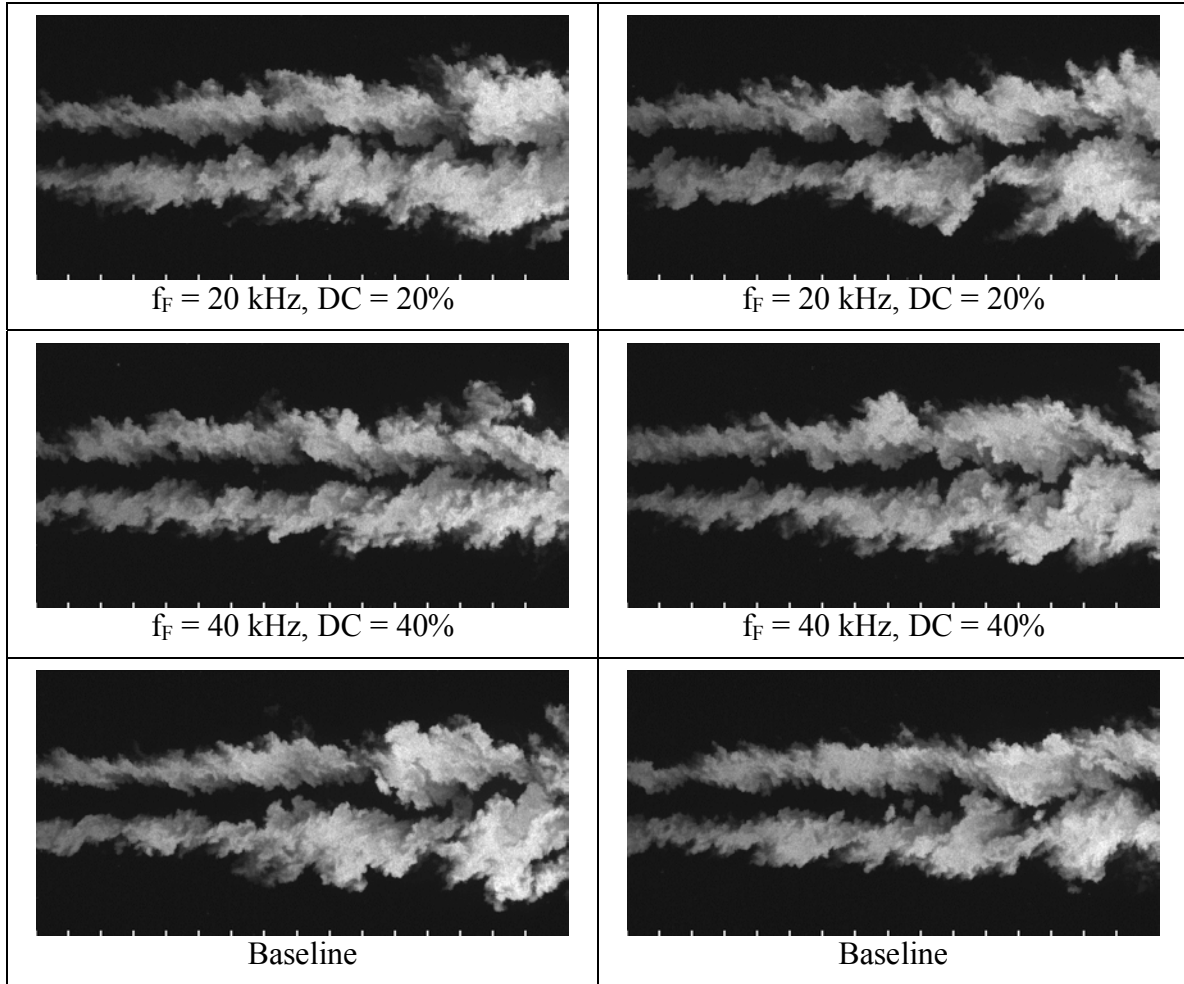 f_F = 20 kHz, DC = 20%
f_F = 20 kHz, DC = 20%
f_F = 40 kHz, DC = 40%
f_F = 40 kHz, DC = 40%
Baseline
Baseline